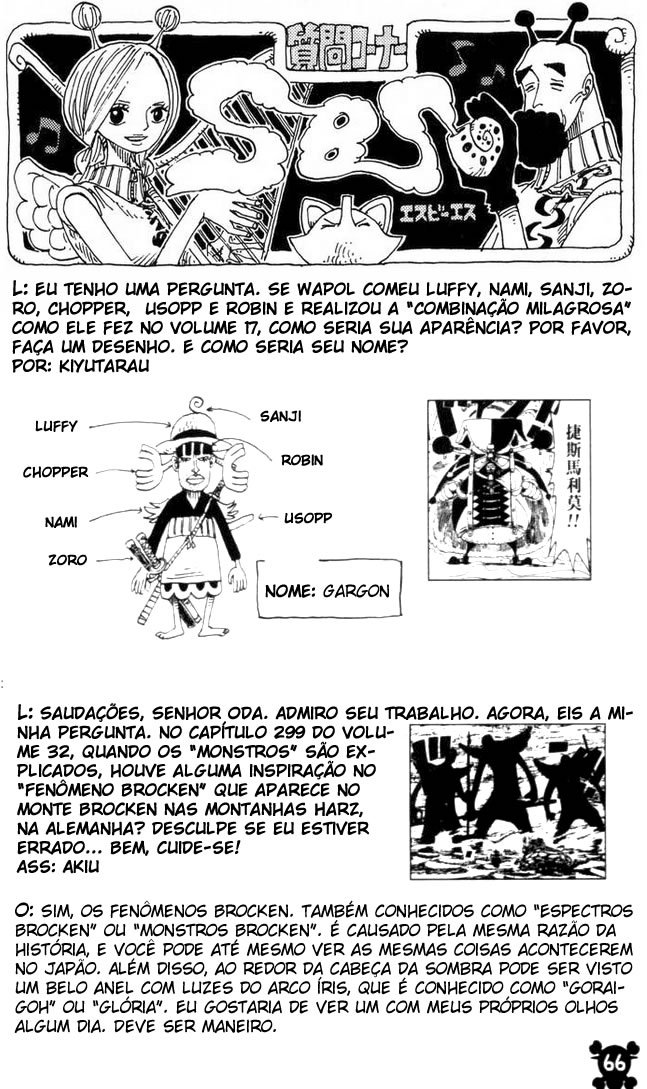 質問コーナー
SBS
エスビーエス
L: EU TENHO UMA PERGUNTA. SE WAPOL COMEU LUFFY, NAMI, SANJI, ZO-
RO, CHOPPER, USOPP E ROBIN E REALIZOU A "COMBINAÇÃO MILAGROSA"
COMO ELE FEZ NO VOLUME 17, COMO SERIA SUA APARÊNCIA? POR FAVOR,
FAÇA UM DESENHO. E COMO SERIA SEU NOME?
POR: KIYUTARAU
LUFFY
SANJI
CHOPPER
ROBIN
NAMI
USOPP
ZORO
NOME: GARGON
捷斯馬利莫!!
L: SAUDAÇÕES, SENHOR ODA. ADMIRO SEU TRABALHO. AGORA, EIS A MI-
NHA PERGUNTA. NO CAPÍTULO 299 DO VOLU-
ME 32, QUANDO OS "MONSTROS" SÃO EX-
PLICADOS, HOUVE ALGUMA INSPIRAÇÃO NO
"FENÔMENO BROCKEN" QUE APARECE NO
MONTE BROCKEN NAS MONTANHAS HARZ,
NA ALEMANHA? DESCULPE SE EU ESTIVER
ERRADO... BEM, CUIDE-SE!
ASS: AKIU
O: SIM, OS FENÔMENOS BROCKEN. TAMBÉM CONHECIDOS COMO "ESPECTROS
BROCKEN" OU "MONSTROS BROCKEN". É CAUSADO PELA MESMA RAZÃO DA
HISTÓRIA, E VOCÊ PODE ATÉ MESMO VER AS MESMAS COISAS ACONTECEREM
NO JAPÃO. ALÉM DISSO, AO REDOR DA CABEÇA DA SOMBRA PODE SER VISTO
UM BELO ANEL COM LUZES DO ARCO ÍRIS, QUE É CONHECIDO COMO "GORAI-
GOH" OU "GLÓRIA". EU GOSTARIA DE VER UM COM MEUS PRÓPRIOS OLHOS
ALGUM DIA. DEVE SER MANEIRO.
66